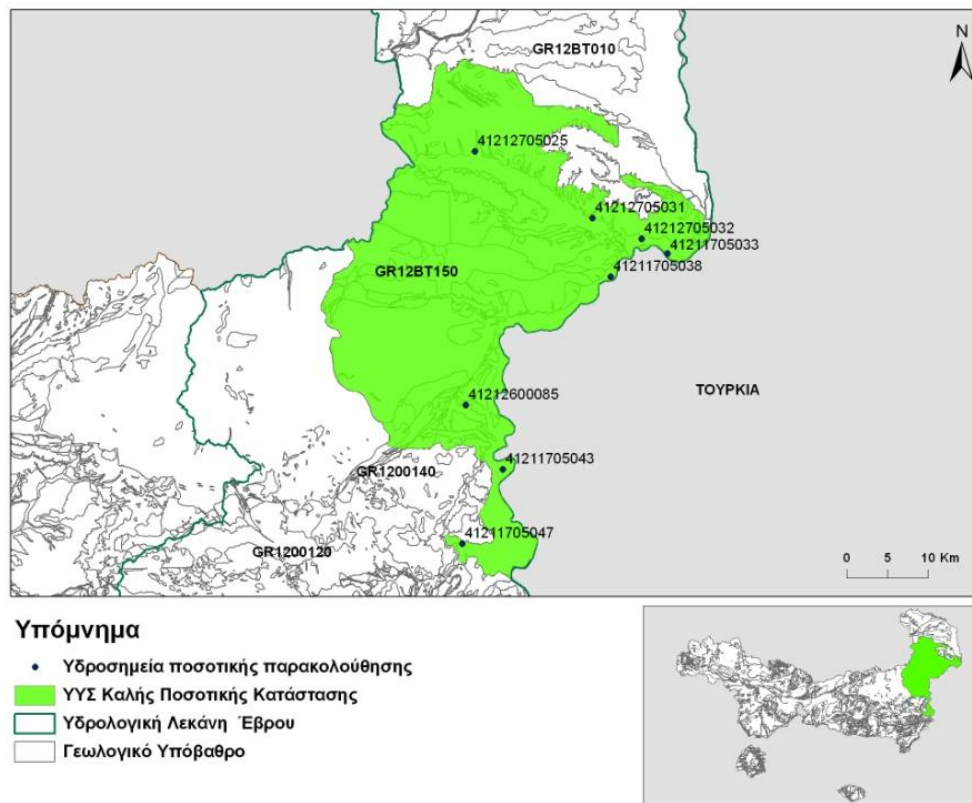 N
GR12BT010
41212705025
41212705031
41212705032
41211705033
GR12BT150
41211705038
ΤΟΥΡΚΙΑ
41212600085
41211705043
GR1200140
41211705047
GR1200120
0 5 10 Km
Υπόμνημα
Υδροσημεία ποσοτικής παρακολούθησης
ΥΥΣ Καλής Ποσοτικής Κατάστασης
Υδρολογική Λεκάνη Έβρου
Γεωλογικό Υπόβαθρο